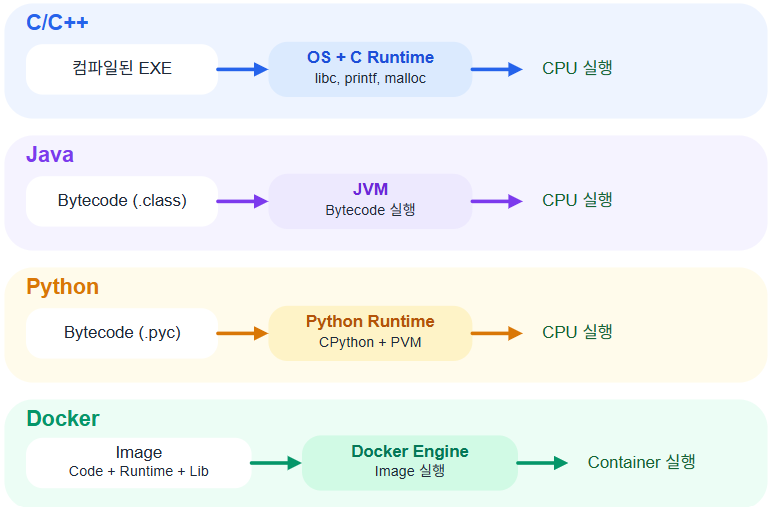 C/C++
컴파일된 EXE
OS + C Runtime
libc, printf, malloc
CPU 실행
Java
Bytecode (.class)
JVM
Bytecode 실행
CPU 실행
Python
Bytecode (.pyc)
Python Runtime
CPython + PVM
CPU 실행
Docker
Image
Code + Runtime + Lib
Docker Engine
Image 실행
Container 실행